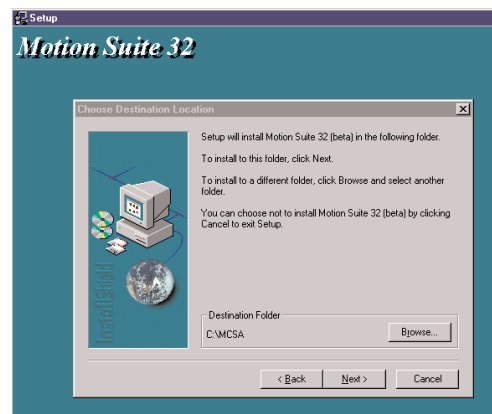 Setup
Motion Suite 32
Choose Destination Location
Setup will install Motion Suite 32 (beta) in the following folder.
To install to this folder, click Next.
To install to a different folder, click Browse and select another
folder.
You can choose not to install Motion Suite 32 (beta) by clicking
Cancel to exit Setup.
InstallShield
Destination Folder
C:\MCSA
Browse...
< Back
Next >
Cancel